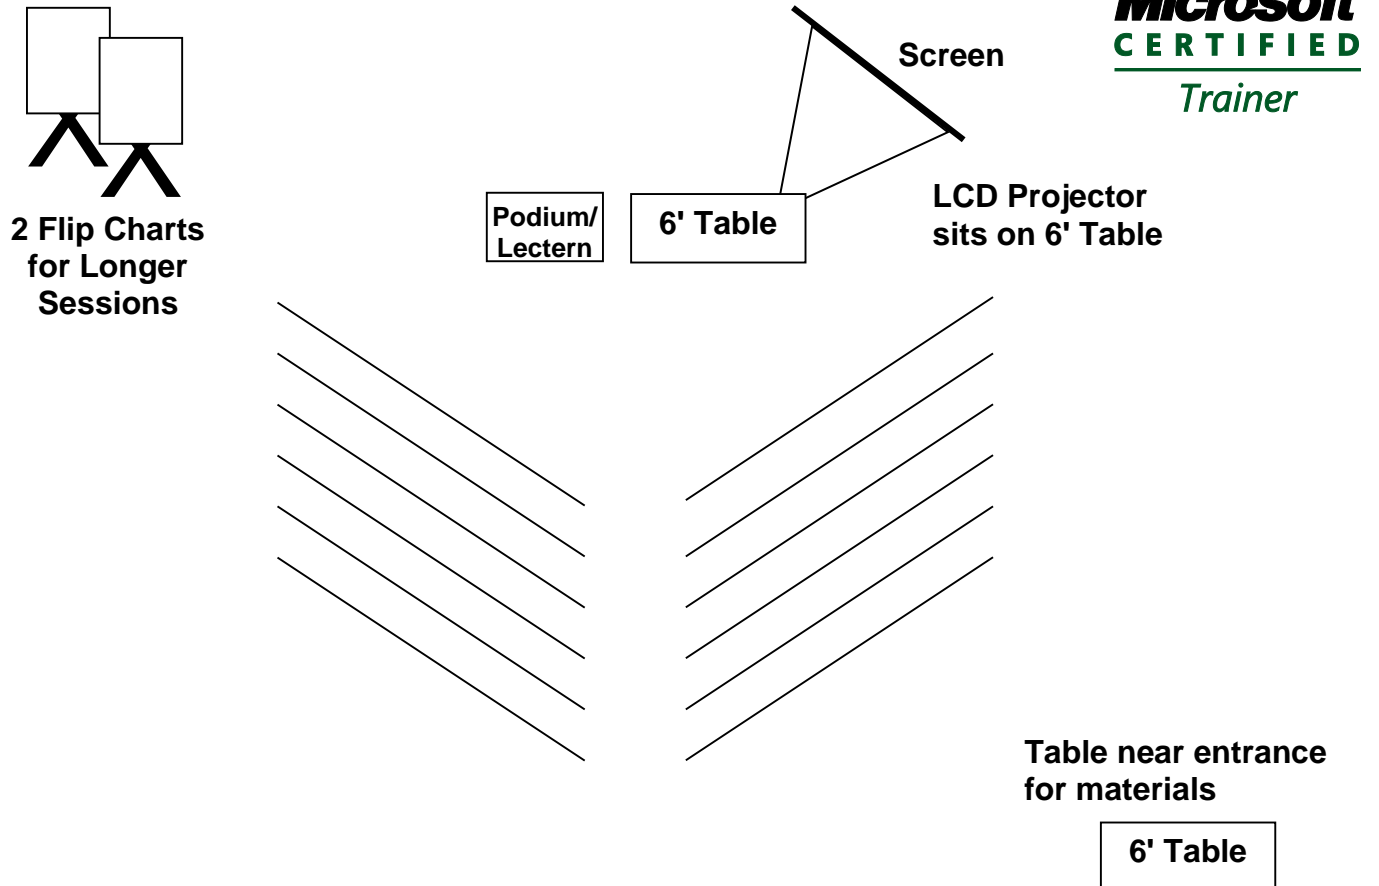 Microsoft
CERTIFIED
Trainer
Screen
2 Flip Charts
for Longer
Sessions
Podium/
Lectern
6' Table
LCD Projector
sits on 6' Table
Table near entrance
for materials
6' Table